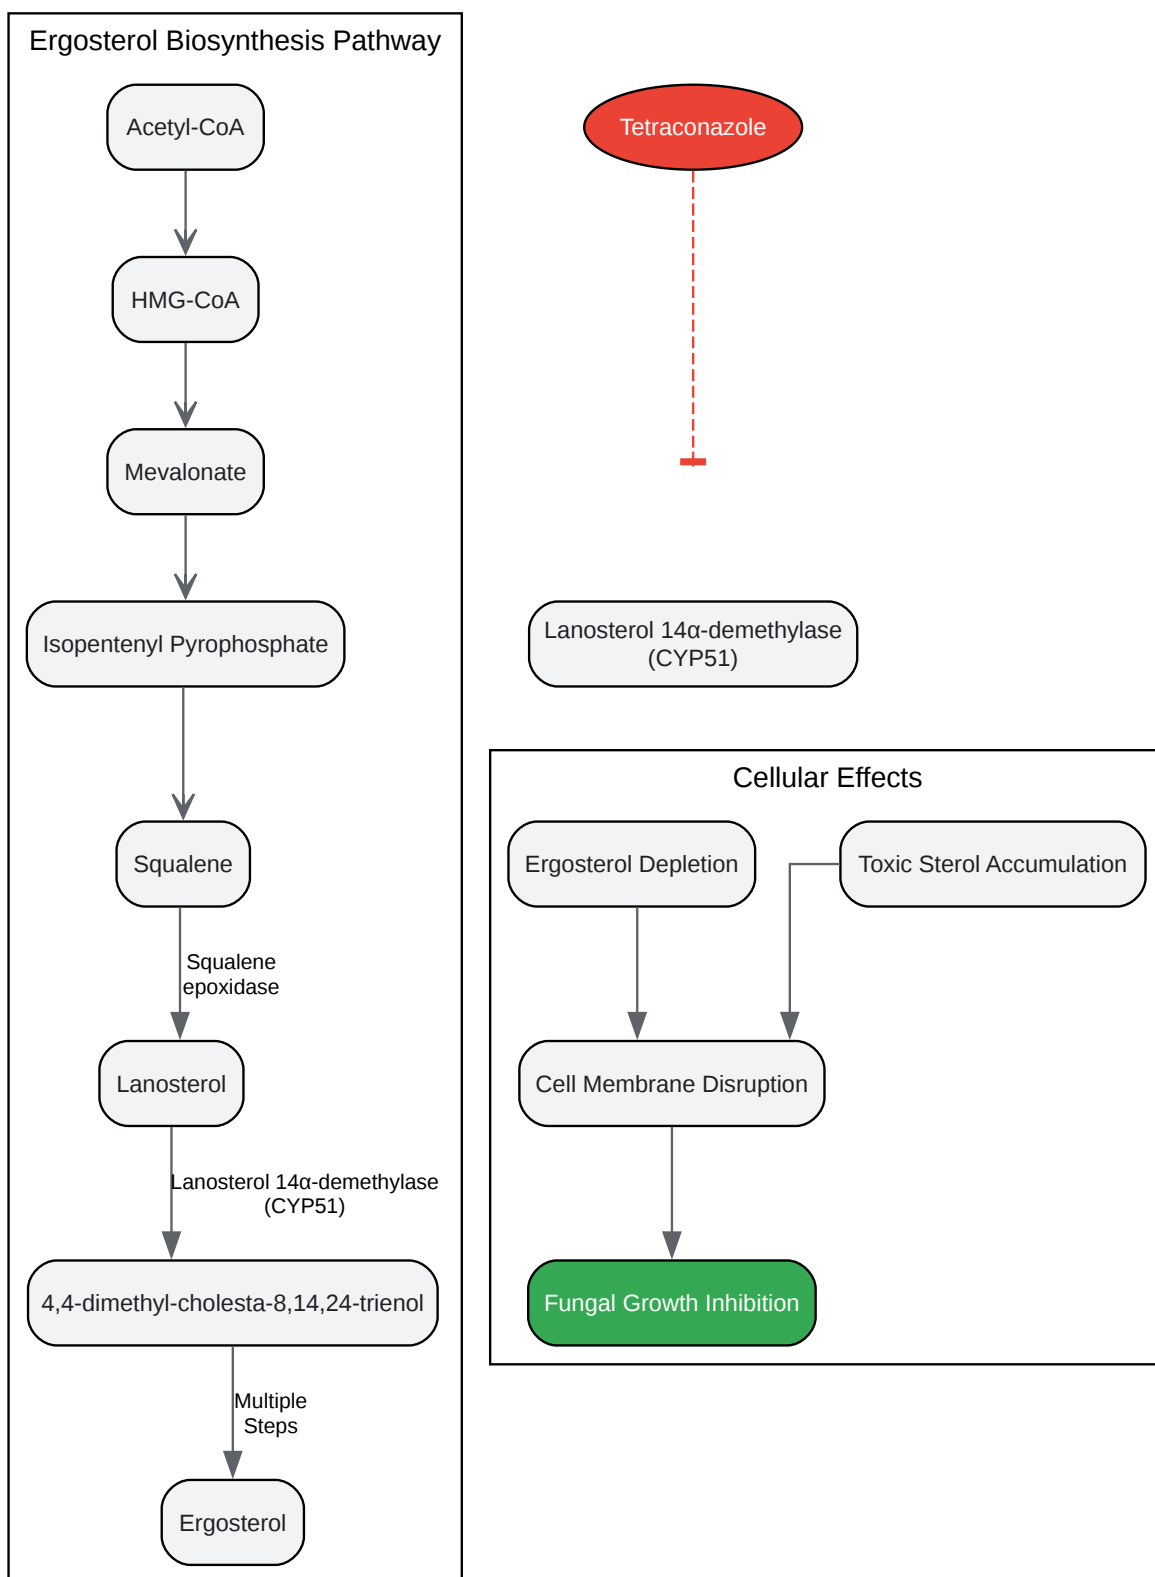 Ergosterol Biosynthesis Pathway
Acetyl-CoA
HMG-CoA
Mevalonate
Isopentenyl Pyrophosphate
Squalene
Squalene
epoxidase
Lanosterol
Lanosterol 14α-demethylase
(CYP51)
4,4-dimethyl-cholesta-8,14,24-trienol
Multiple
Steps
Ergosterol
Tetraconazole
Lanosterol 14α-demethylase
(CYP51)
Cellular Effects
Ergosterol Depletion
Toxic Sterol Accumulation
Cell Membrane Disruption
Fungal Growth Inhibition